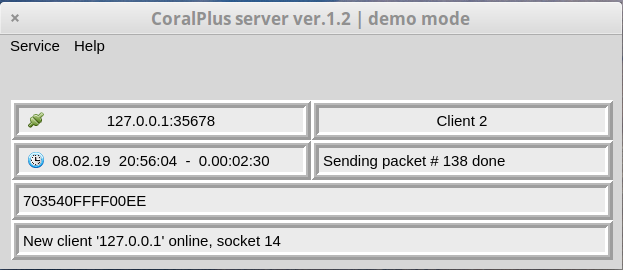 × CoralPlus server ver.1.2 | demo mode
Service Help
127.0.0.1:35678 Client 2
08.02.19 20:56:04 - 0.00:02:30 Sending packet # 138 done
703540FFFF00EE
New client '127.0.0.1' online, socket 14